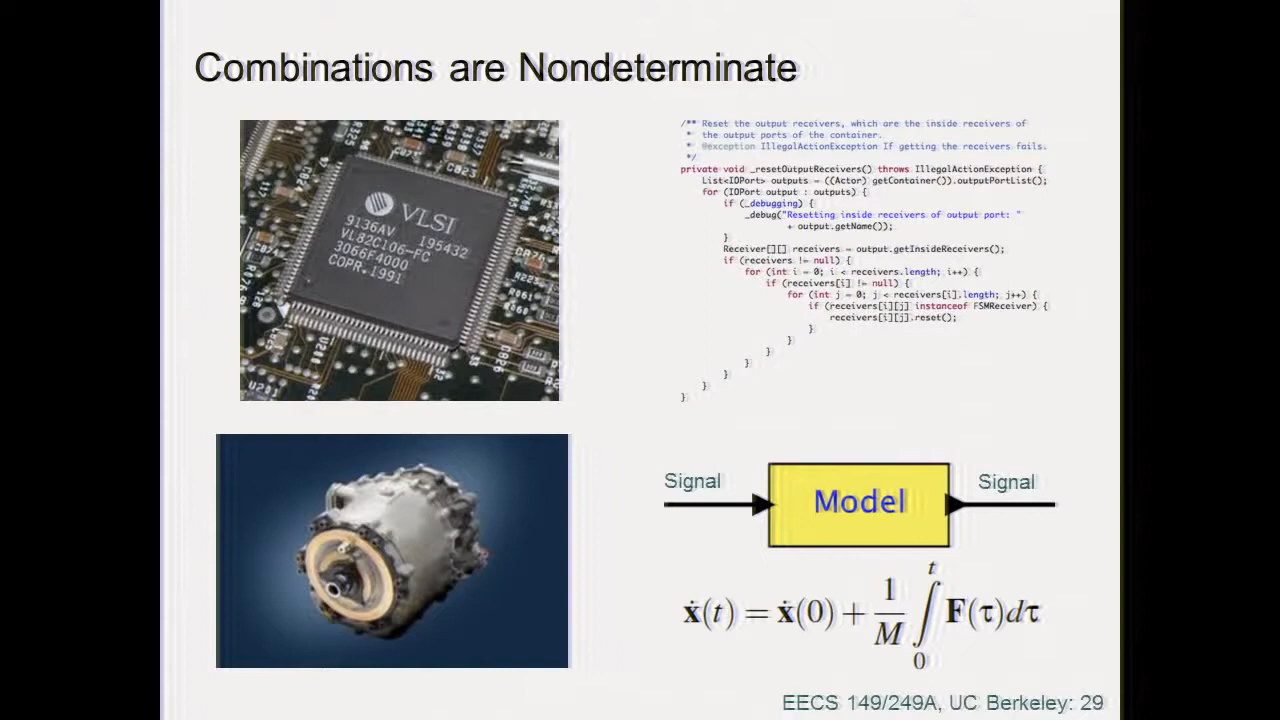 Combinations are Nondeterminate
VLSI
9136AV 195432
VL82C106-FC
3066F4000
COPR.1991
/** Reset the output receivers, which are the inside receivers of
* the output ports of the container.
* @exception IllegalActionException If getting the receivers fails.
*/
private void _resetOutputReceivers() throws IllegalActionException {
List<IOPort> outputs = ((Actor) getContainer()).outputPortList();
for (IOPort output : outputs) {
if (_debugging) {
_debug("Resetting inside receivers of output port: "
+ output.getName());
}
Receiver[][] receivers = output.getInsideReceivers();
if (receivers != null) {
for (int i = 0; i < receivers.length; i++) {
if (receivers[i] != null) {
for (int j = 0; j < receivers[i].length; j++) {
if (receivers[i][j] instanceof FSMReceiver) {
receivers[i][j].reset();
}
}
}
}
}
}
}
Signal
Model
Signal
ẋ(t) = ẋ(0) + 1/M ∫₀ᵗ F(τ)dτ
EECS 149/249A, UC Berkeley: 29